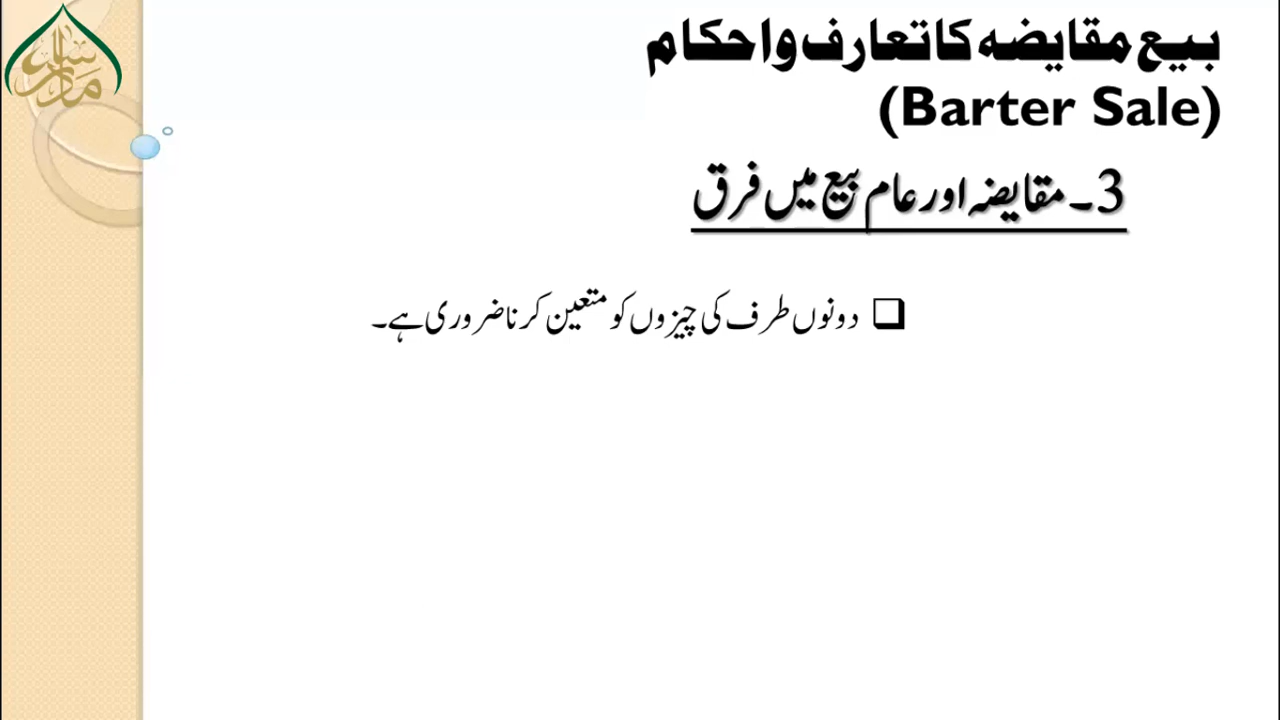 بیع مقایضہ کا تعارف و احکام
(Barter Sale)
3۔ مقایضہ اور عام بیع میں فرق
❑ دونوں طرف کی چیزوں کو متعین کرنا ضروری ہے۔